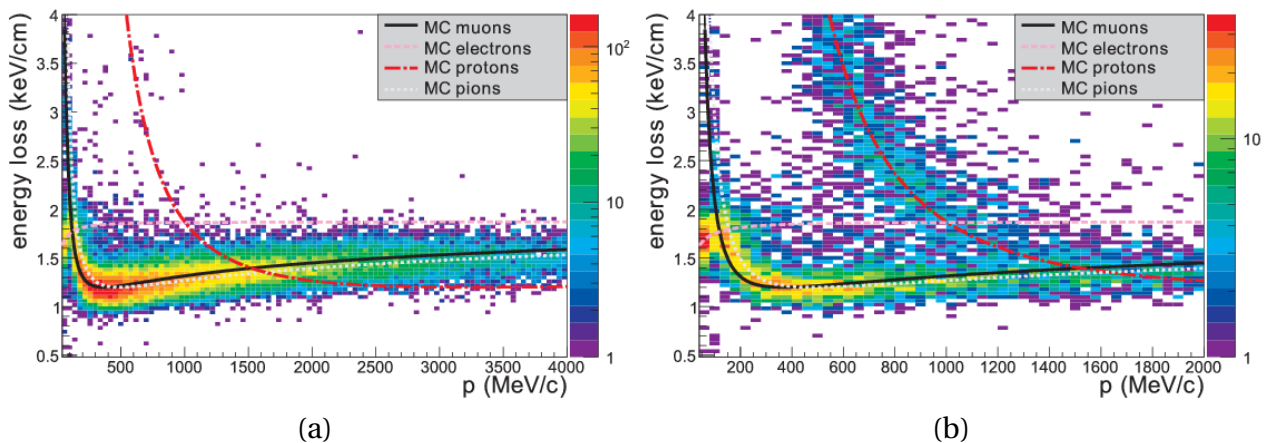 energy loss (keV/cm)
4
3.5
3
2.5
2
1.5
1
0.5
MC muons
MC electrons
MC protons
MC pions
10²
10
1
500 1000 1500 2000 2500 3000 3500 4000
p (MeV/c)
(a)
energy loss (keV/cm)
4
3.5
3
2.5
2
1.5
1
0.5
MC muons
MC electrons
MC protons
MC pions
10
1
200 400 600 800 1000 1200 1400 1600 1800 2000
p (MeV/c)
(b)